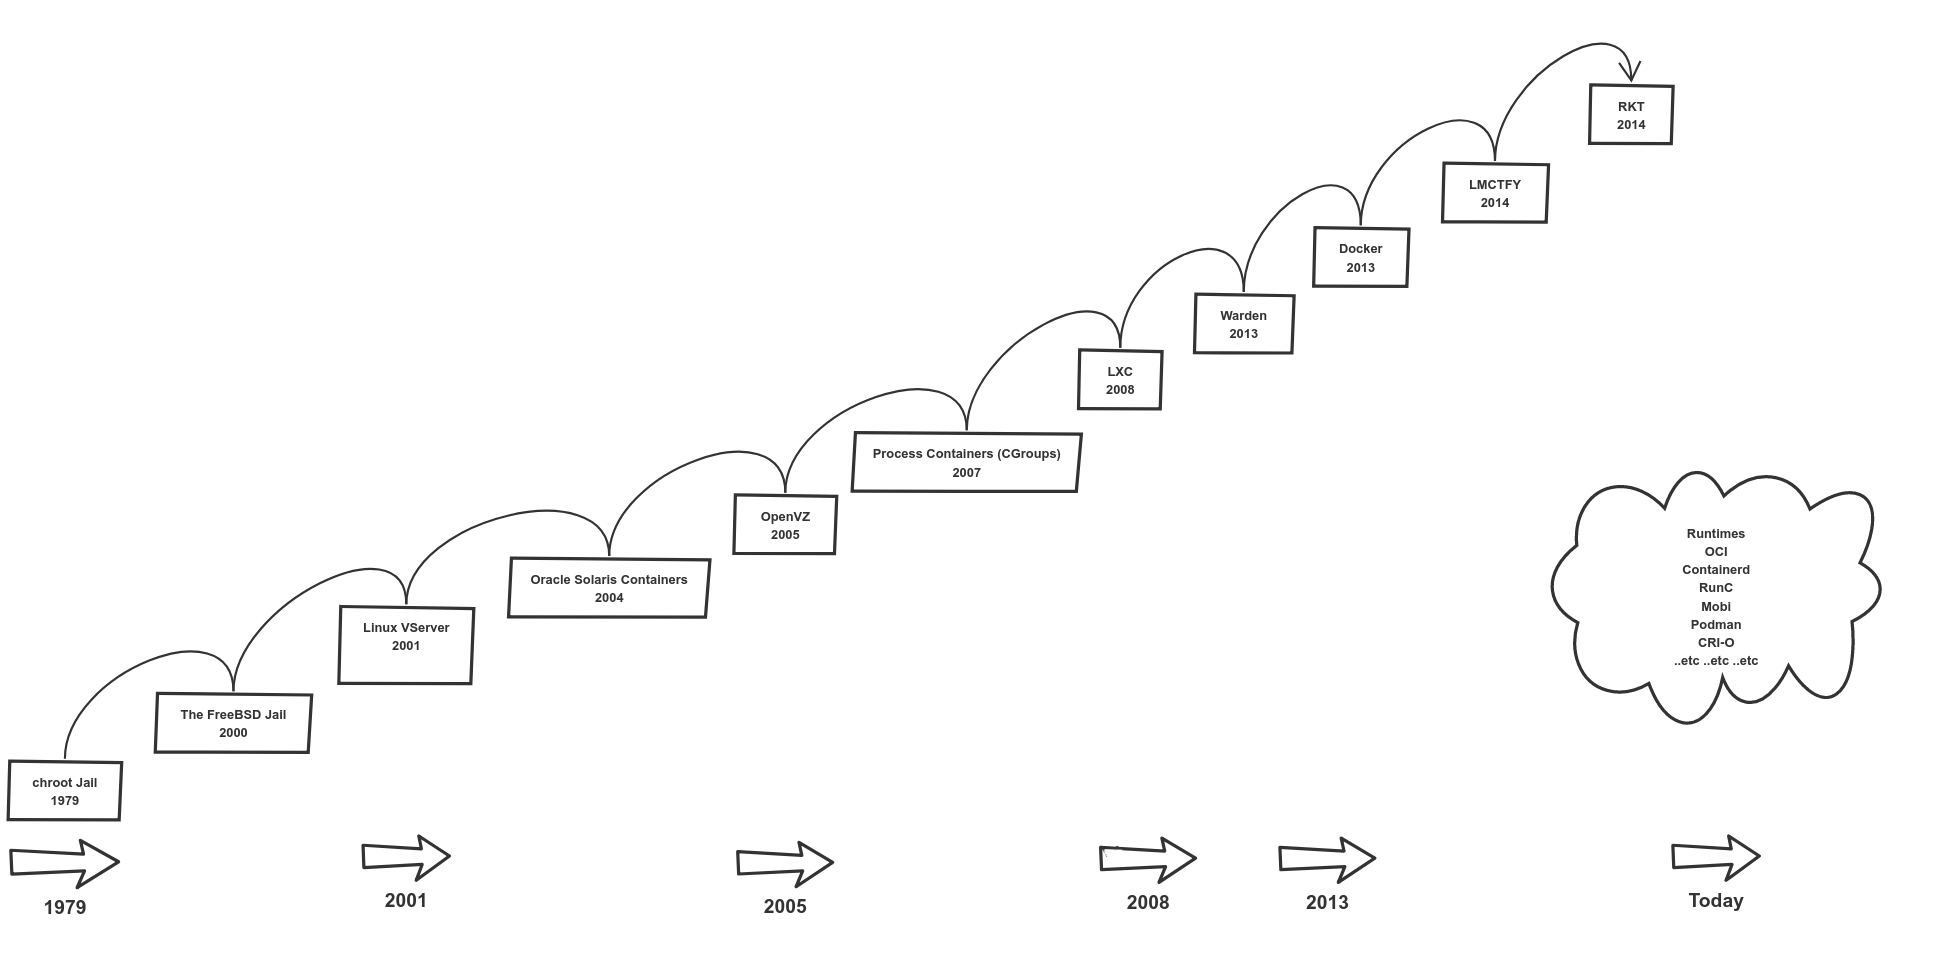 RKT
2014
LMCTFY
2014
Docker
2013
Warden
2013
LXC
2008
Process Containers (CGroups)
2007
OpenVZ
2005
Oracle Solaris Containers
2004
Linux VServer
2001
The FreeBSD Jail
2000
chroot Jail
1979
Runtimes
OCI
Containerd
RunC
Mobi
Podman
CRI-O
..etc ..etc ..etc
1979
2001
2005
2008
2013
Today